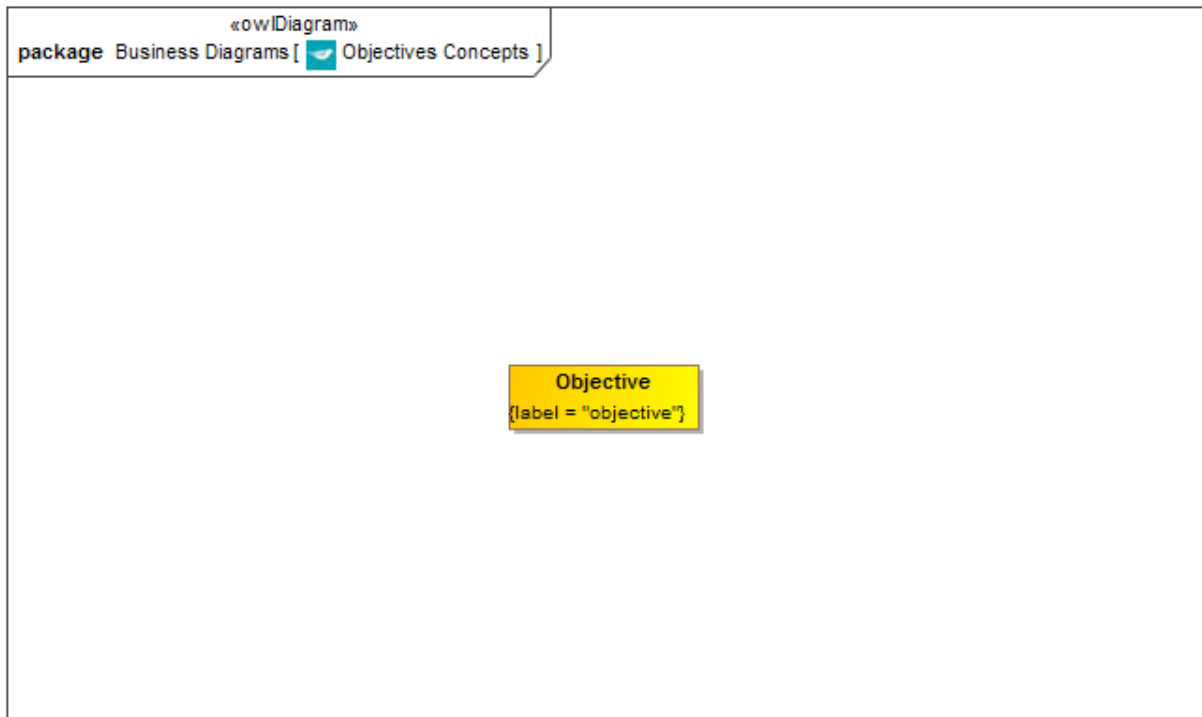 «owlDiagram»
package Business Diagrams [ Objectives Concepts ]
Objective
{label = "objective"}